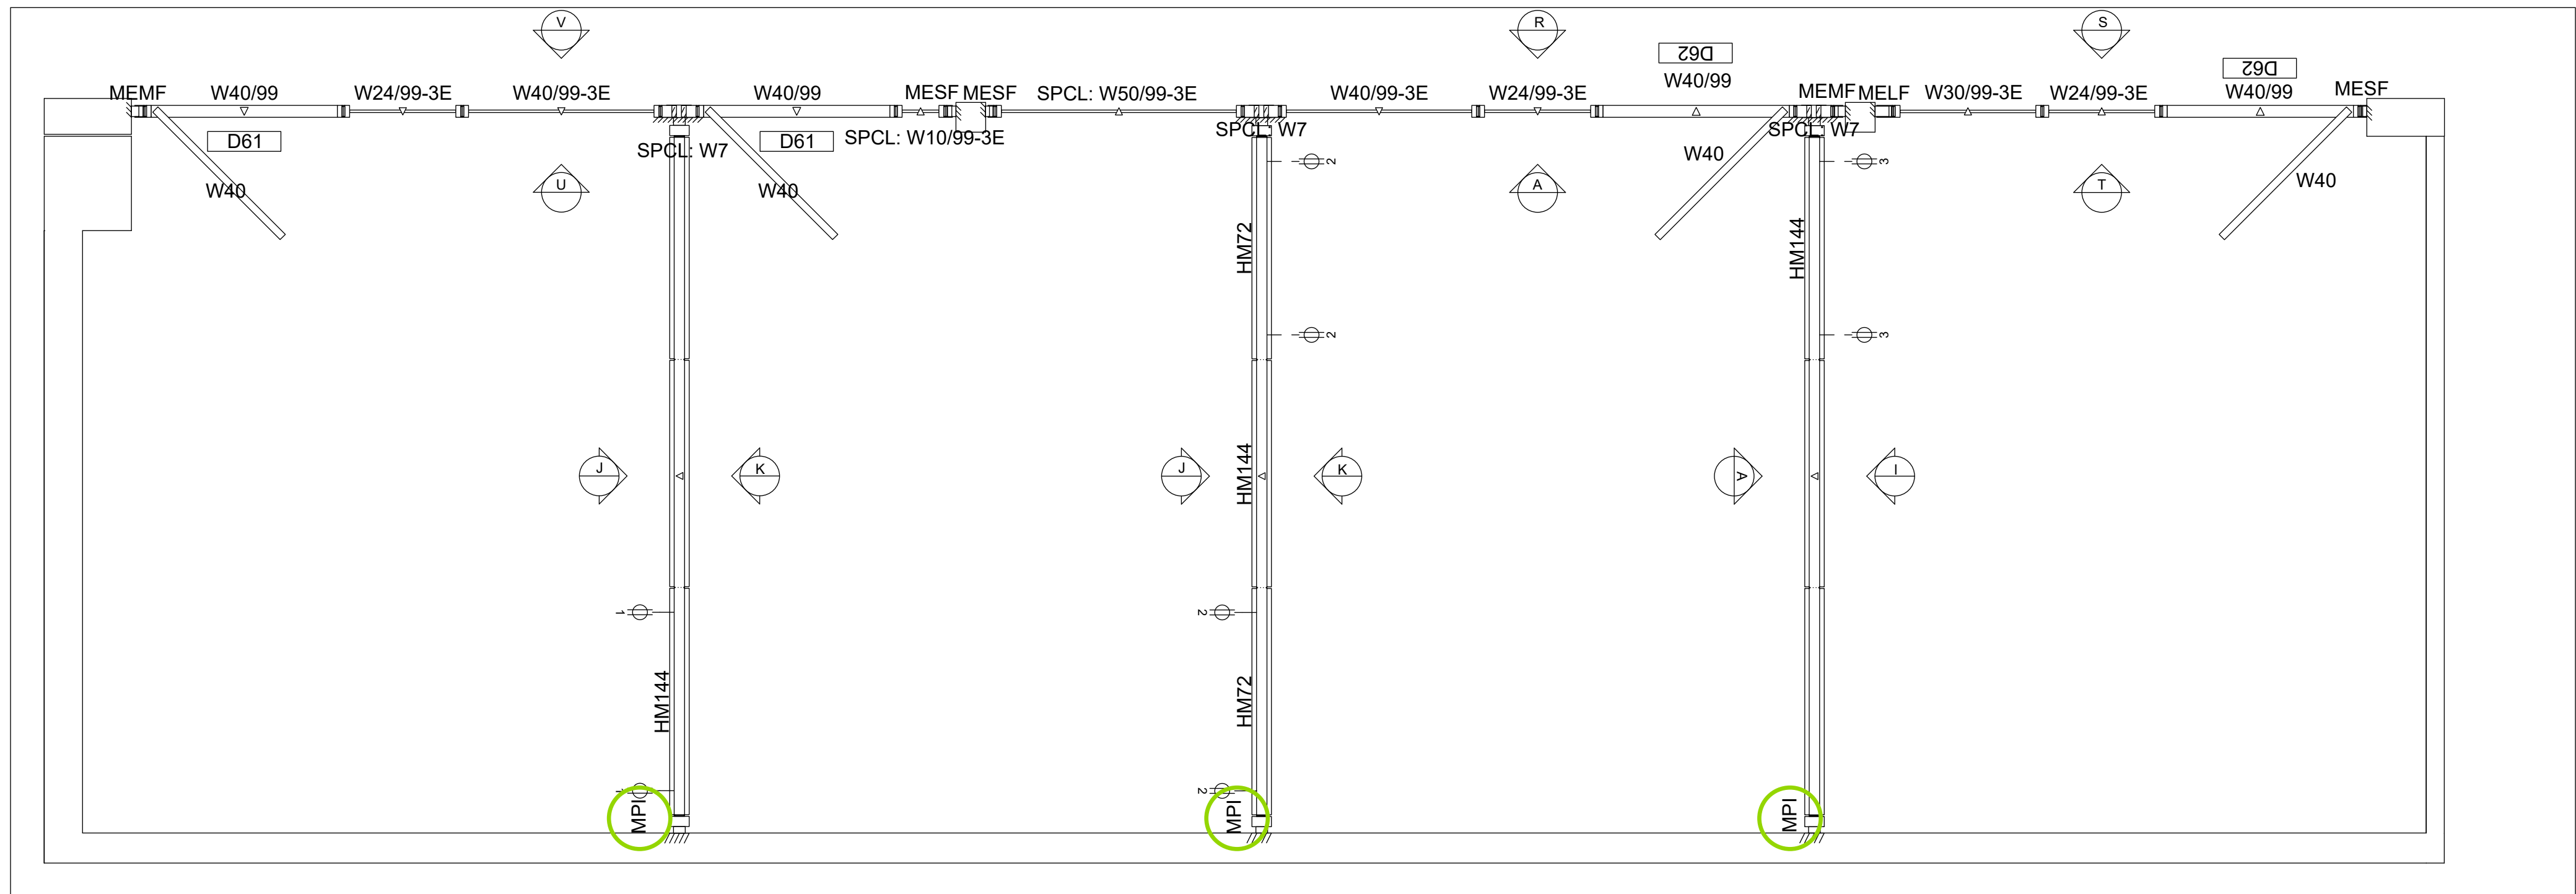 V
R
S
D62
D62
MEMF
W40/99
W24/99-3E
W40/99-3E
W40/99
MESF
MESF
SPCL: W50/99-3E
W40/99-3E
W24/99-3E
W40/99
MEMF
MELF
W30/99-3E
W24/99-3E
W40/99
MESF
D61
SPCL: W7
D61
SPCL: W10/99-3E
SPCL: W7
SPCL: W7
W40
U
W40
2
A
W40
3
T
W40
HM72
2
HM144
3
J
K
J
HM144
K
A
I
1
2
HM144
HM72
1
2
MPI
MPI
MPI